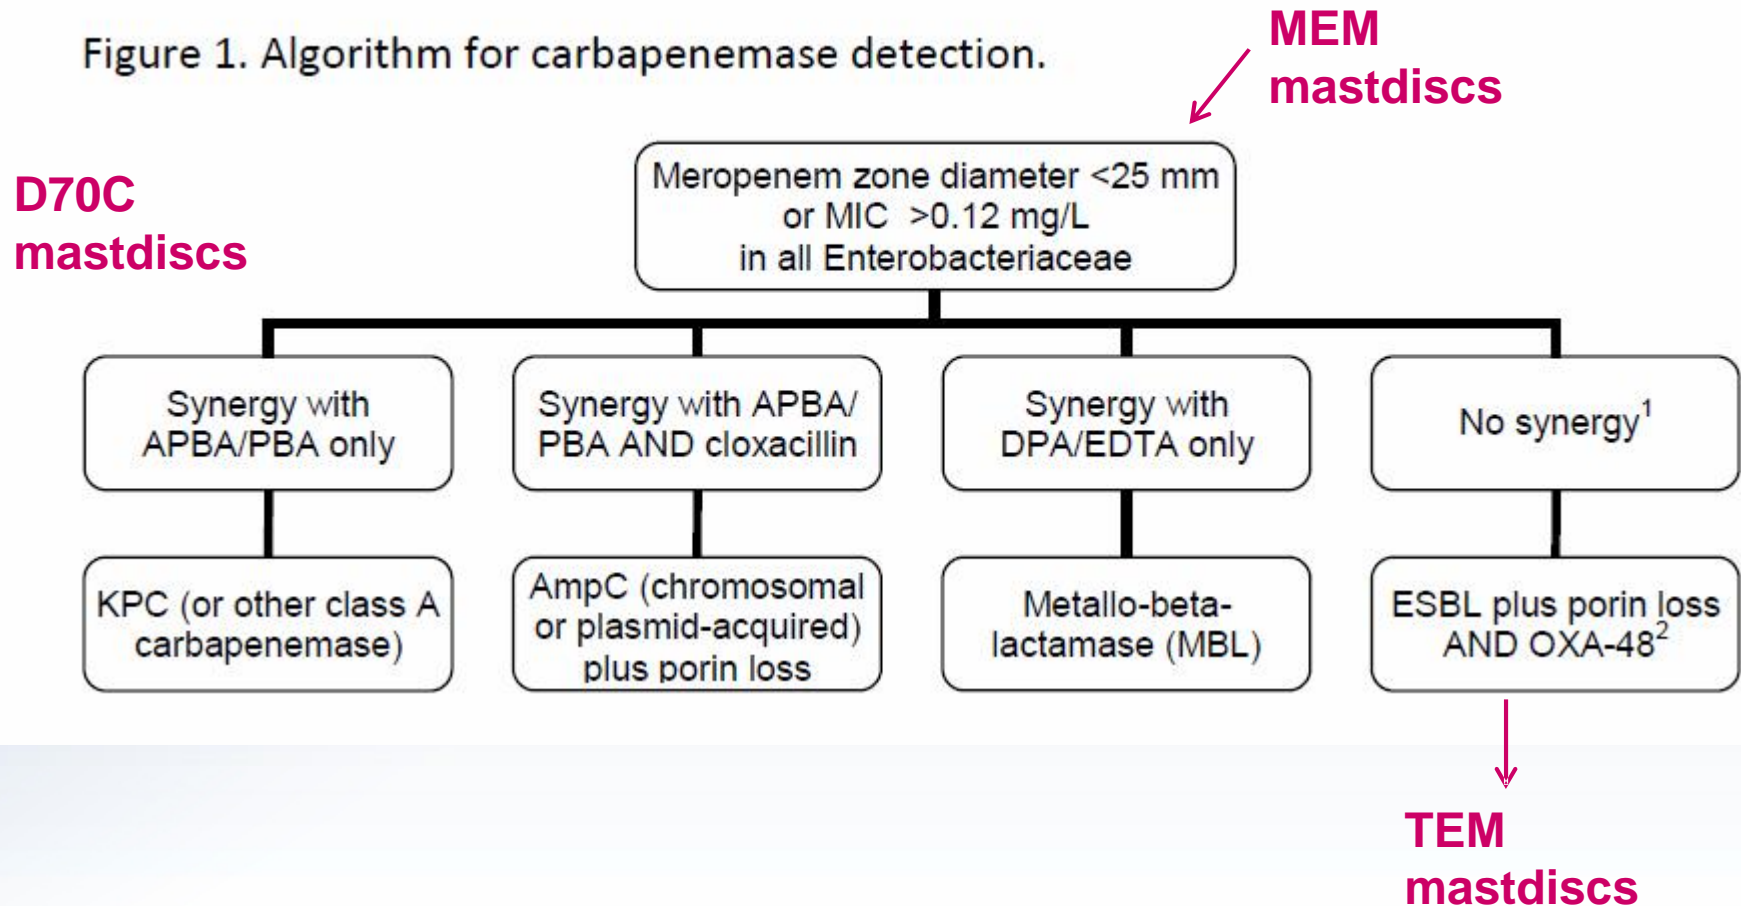 Figure 1. Algorithm for carbapenemase detection.
MEM
mastdiscs
D70C
mastdiscs
Meropenem zone diameter <25 mm
or MIC >0.12 mg/L
in all Enterobacteriaceae
Synergy with
APBA/PBA only
Synergy with APBA/
PBA AND cloxacillin
Synergy with
DPA/EDTA only
No synergy¹
KPC (or other class A
carbapenemase)
AmpC (chromosomal
or plasmid-acquired)
plus porin loss
Metallo-beta-
lactamase (MBL)
ESBL plus porin loss
AND OXA-48²
TEM
mastdiscs